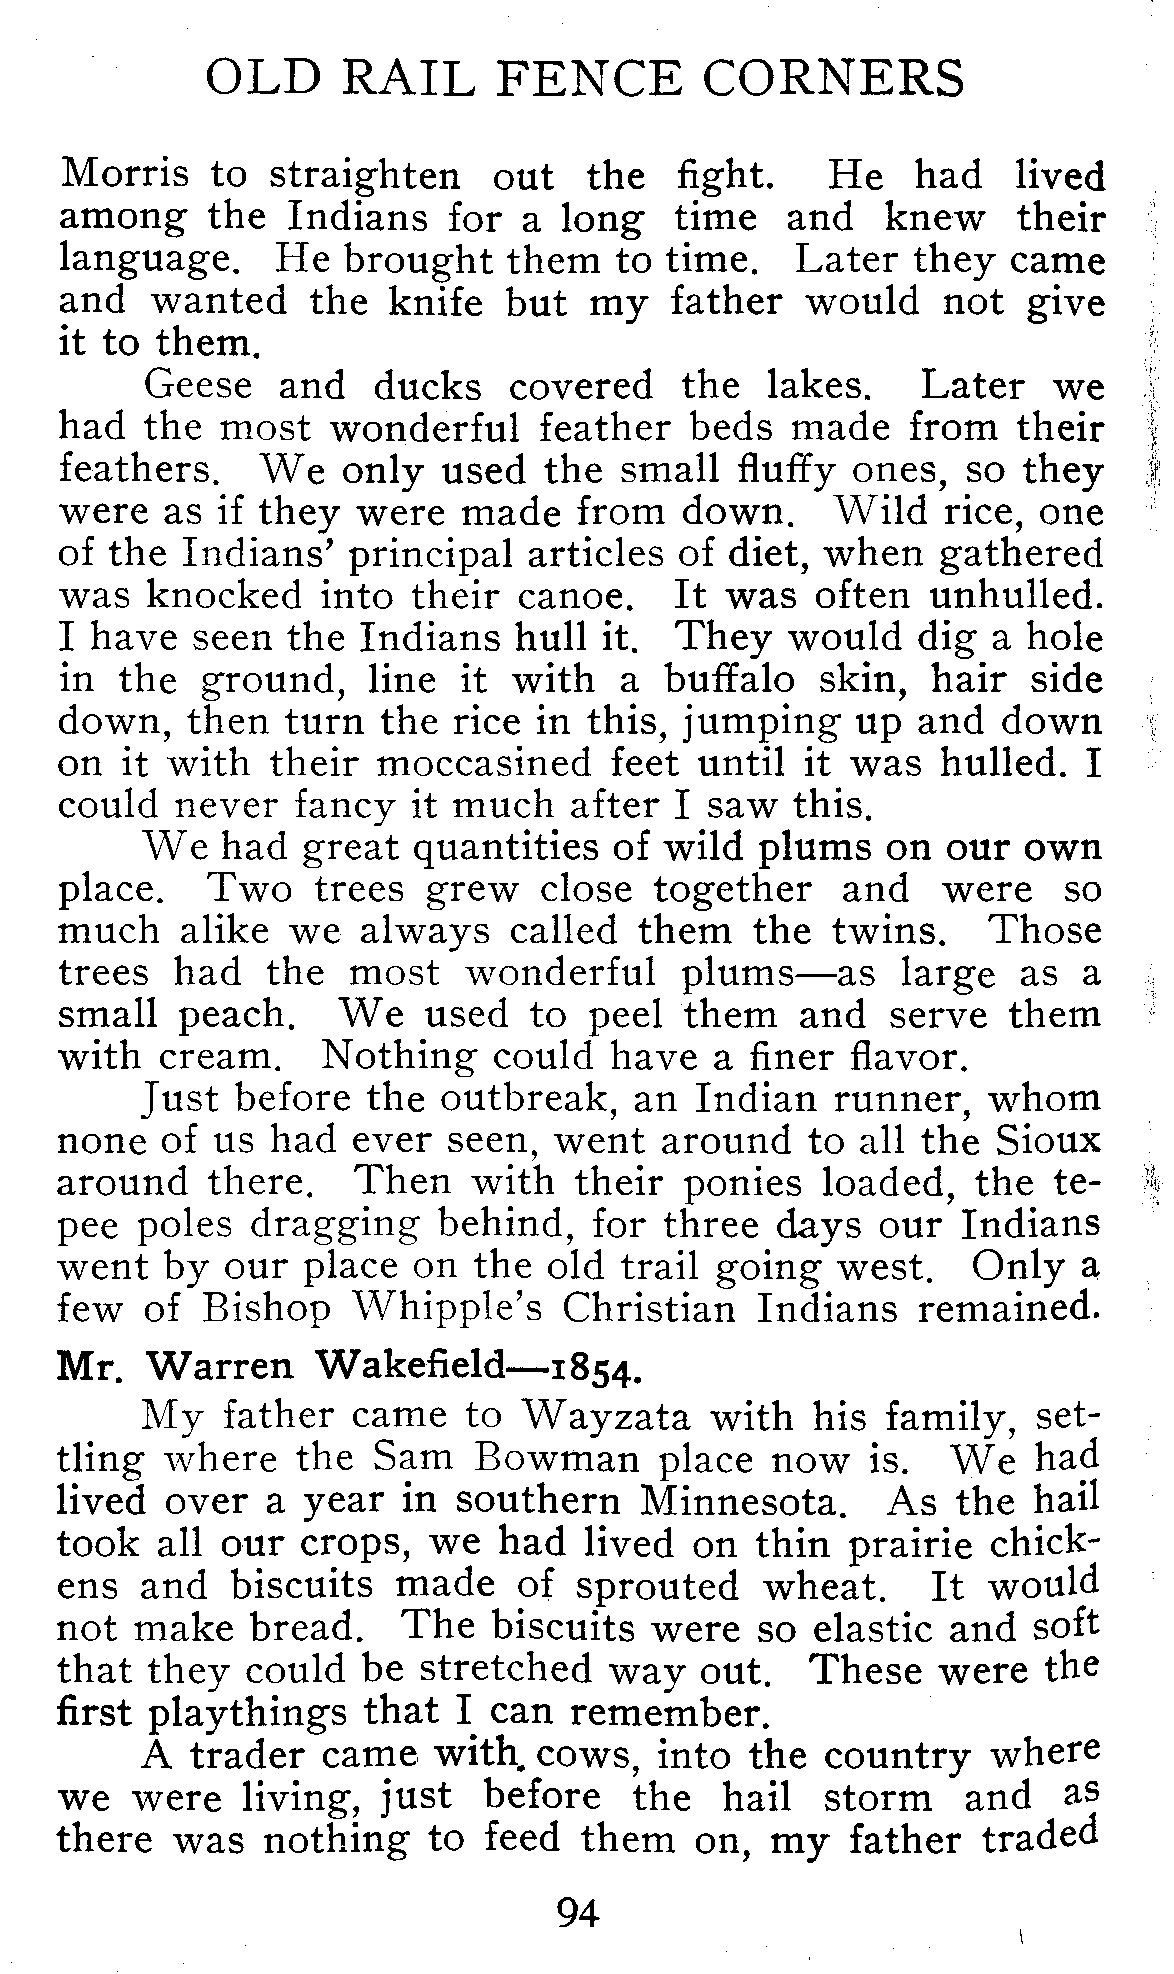 OLD RAIL FENCE CORNERS
Morris to straighten out the fight. He had lived
among the Indians for a long time and knew their
language. He brought them to time. Later they came
and wanted the knife but my father would not give
it to them.
Geese and ducks covered the lakes. Later we
had the most wonderful feather beds made from their
feathers. We only used the small fluffy ones, so they
were as if they were made from down. Wild rice, one
of the Indians' principal articles of diet, when gathered
was knocked into their canoe. It was often unhulled.
I have seen the Indians hull it. They would dig a hole
in the ground, line it with a buffalo skin, hair side
down, then turn the rice in this, jumping up and down
on it with their moccasined feet until it was hulled. I
could never fancy it much after I saw this.
We had great quantities of wild plums on our own
place. Two trees grew close together and were so
much alike we always called them the twins. Those
trees had the most wonderful plums—as large as a
small peach. We used to peel them and serve them
with cream. Nothing could have a finer flavor.
Just before the outbreak, an Indian runner, whom
none of us had ever seen, went around to all the Sioux
around there. Then with their ponies loaded, the te-
pee poles dragging behind, for three days our Indians
went by our place on the old trail going west. Only a
few of Bishop Whipple's Christian Indians remained.
Mr. Warren Wakefield—1854.
My father came to Wayzata with his family, set-
tling where the Sam Bowman place now is. We had
lived over a year in southern Minnesota. As the hail
took all our crops, we had lived on thin prairie chick-
ens and biscuits made of sprouted wheat. It would
not make bread. The biscuits were so elastic and soft
that they could be stretched way out. These were the
first playthings that I can remember.
A trader came with. cows, into the country where
we were living, just before the hail storm and as
there was nothing to feed them on, my father traded
94